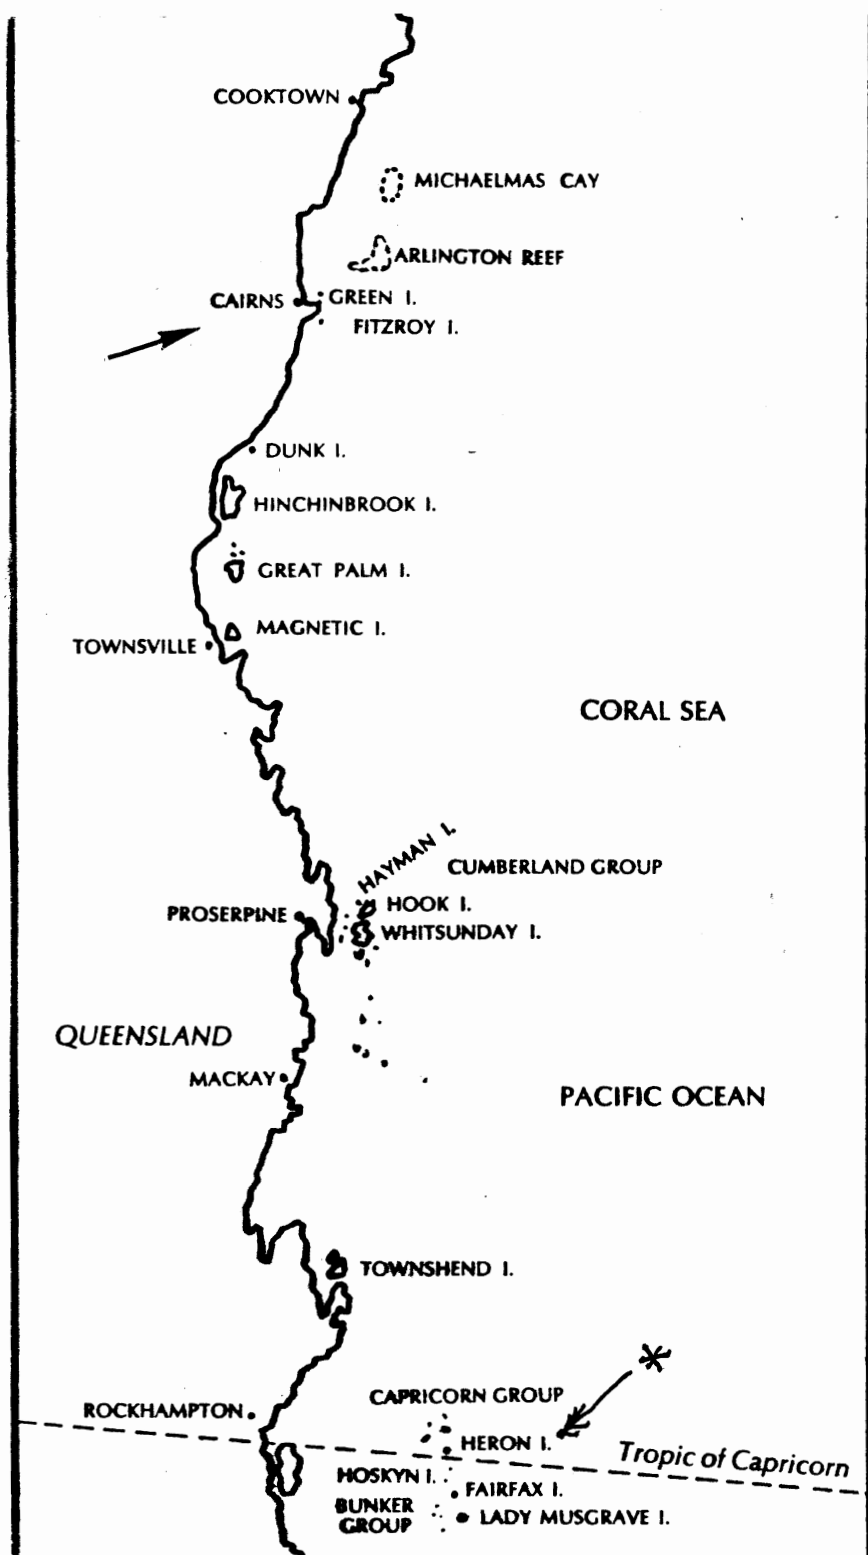 COOKTOWN
MICHAELMAS CAY
ARLINGTON REEF
CAIRNS
GREEN I.
FITZROY I.
DUNK I.
HINCHINBROOK I.
GREAT PALM I.
MAGNETIC I.
TOWNSVILLE
CORAL SEA
HAYMAN I.
CUMBERLAND GROUP
HOOK I.
PROSERPINE
WHITSUNDAY I.
QUEENSLAND
MACKAY
PACIFIC OCEAN
TOWNSHEND I.
CAPRICORN GROUP
ROCKHAMPTON
HERON I.
Tropic of Capricorn
HOSKYN I.
FAIRFAX I.
BUNKER
GROUP
LADY MUSGRAVE I.